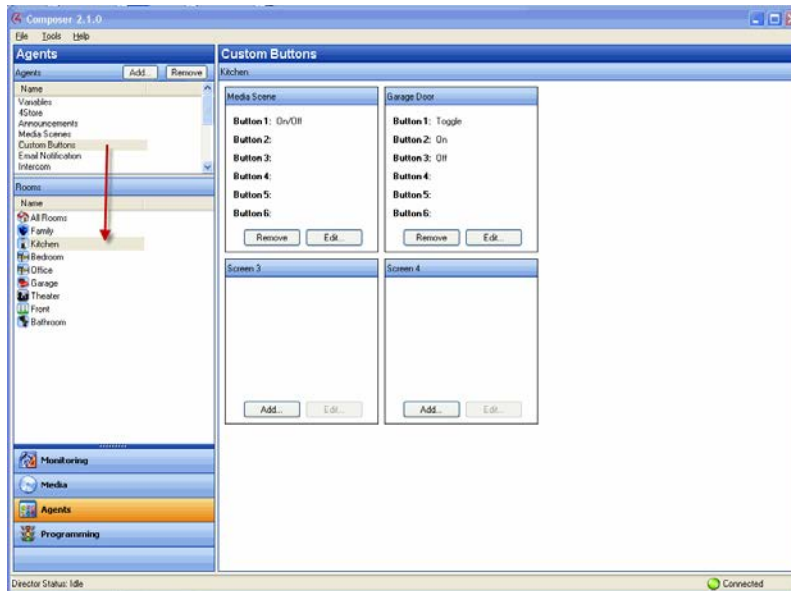 Composer 2.1.0
File Tools Help
Agents
Agents Add... Remove
Name
Variables
4Store
Announcements
Media Scenes
Custom Buttons
Email Notification
Intercom
Rooms
Name
All Rooms
Family
Kitchen
Bedroom
Office
Garage
Theater
Front
Bathroom
Monitoring
Media
Agents
Programming
Custom Buttons
Kitchen
Media Scene
Button 1: On/Off
Button 2:
Button 3:
Button 4:
Button 5:
Button 6:
Remove Edit...
Garage Door
Button 1: Toggle
Button 2: On
Button 3: Off
Button 4:
Button 5:
Button 6:
Remove Edit...
Screen 3
Add... Edit...
Screen 4
Add... Edit...
Director Status: Idle
Connected